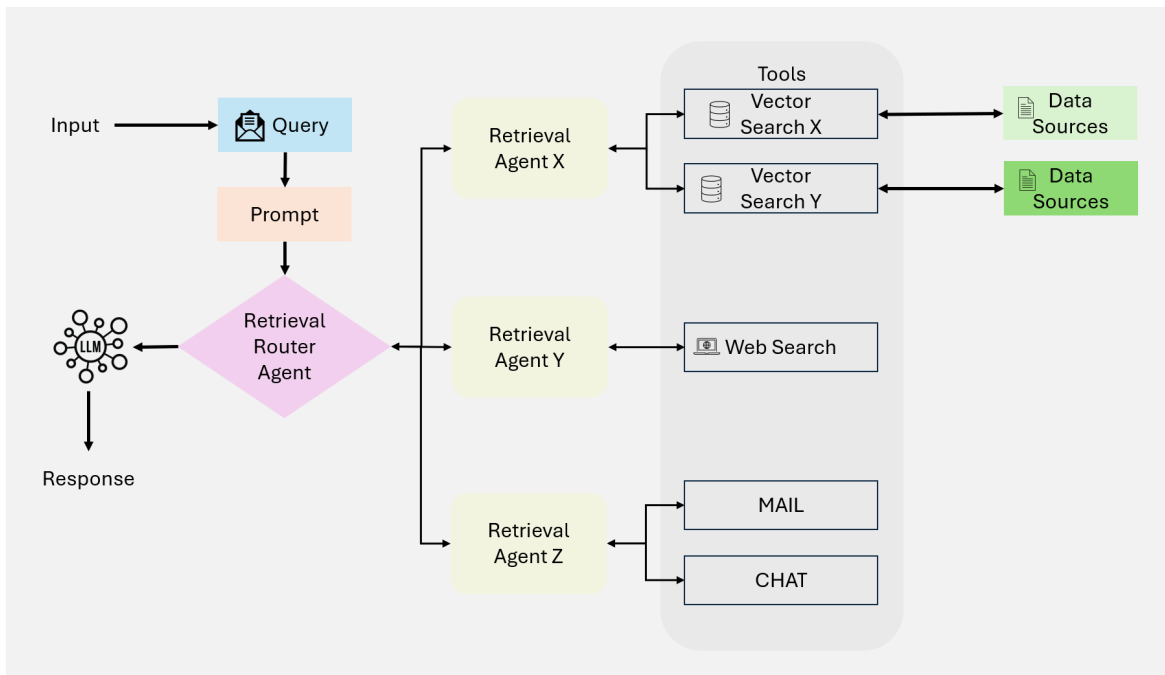 Input
Query
Prompt
Retrieval
Router
Agent
LLM
Response
Retrieval
Agent X
Retrieval
Agent Y
Retrieval
Agent Z
Tools
Vector
Search X
Vector
Search Y
Web Search
MAIL
CHAT
Data
Sources
Data
Sources